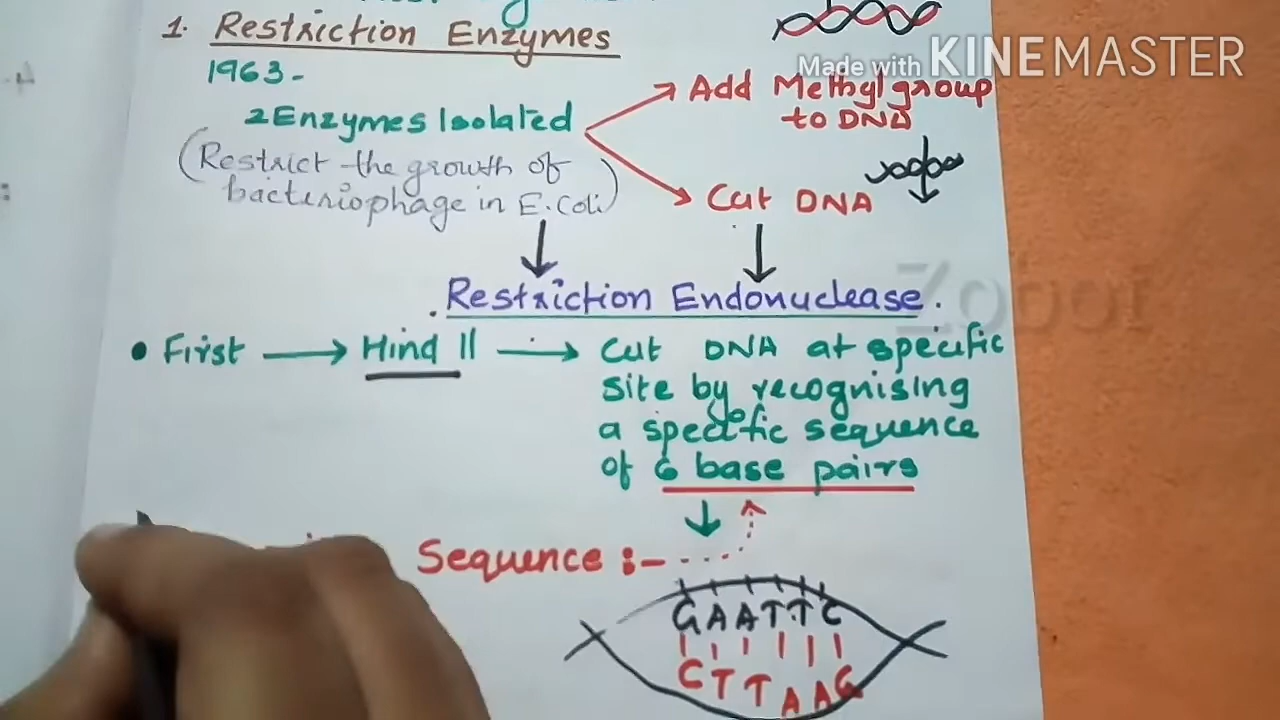 1. Restriction Enzymes
Made with KINEMASTER
1963-
Add Methyl group
to DNA
2 Enzymes Isolated
(Restrict the growth of
bacteriophage in E.Coli)
Cut DNA
Restriction Endonuclease.
• First → Hind II → Cut DNA at specific
site by recognising
a specific sequence
of 6 base pairs
Sequence :-
G A A T T C
C T T A A G